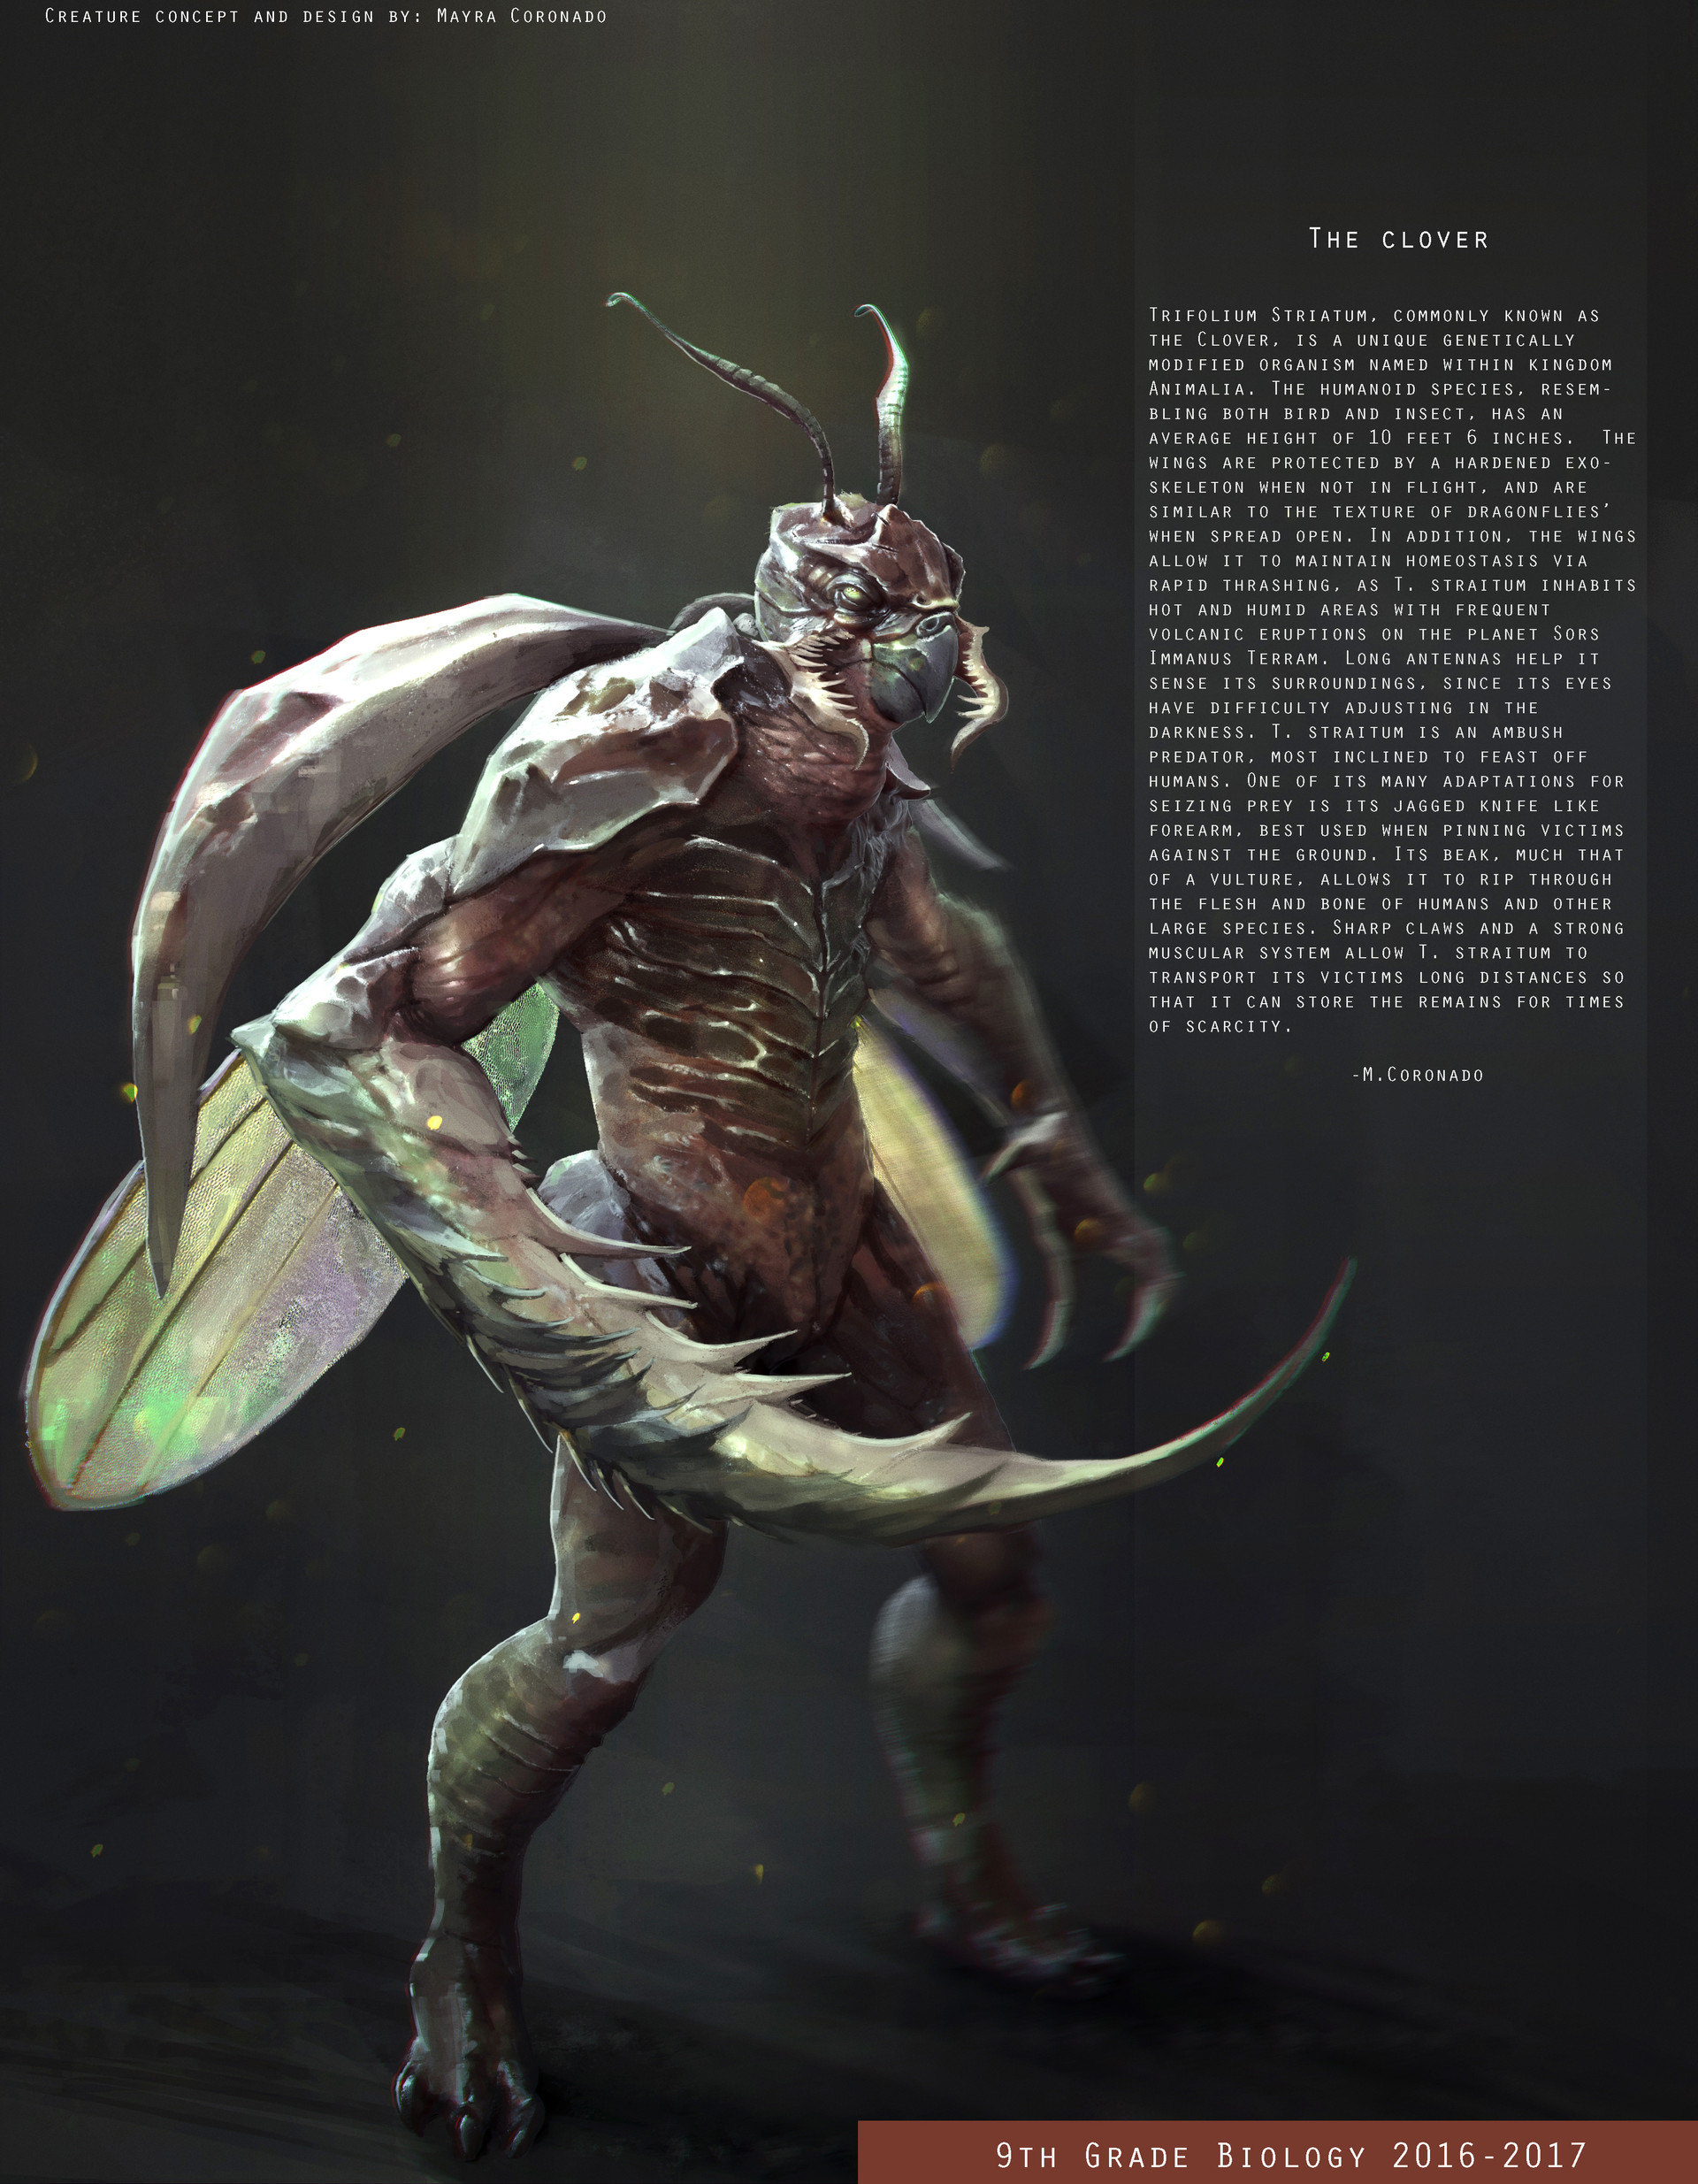 Creature concept and design by: Mayra Coronado
The clover
Trifolium Striatum, commonly known as
the Clover, is a unique genetically
modified organism named within kingdom
Animalia. The humanoid species, resem-
bling both bird and insect, has an
average height of 10 feet 6 inches.  The
wings are protected by a hardened exo-
skeleton when not in flight, and are
similar to the texture of dragonflies'
when spread open. In addition, the wings
allow it to maintain homeostasis via
rapid thrashing, as T. straitum inhabits
hot and humid areas with frequent
volcanic eruptions on the planet Sors
Immanus Terram. Long antennas help it
sense its surroundings, since its eyes
have difficulty adjusting in the
darkness. T. straitum is an ambush
predator, most inclined to feast off
humans. One of its many adaptations for
seizing prey is its jagged knife like
forearm, best used when pinning victims
against the ground. Its beak, much that
of a vulture, allows it to rip through
the flesh and bone of humans and other
large species. Sharp claws and a strong
muscular system allow T. straitum to
transport its victims long distances so
that it can store the remains for times
of scarcity.
-M.Coronado
9th Grade Biology 2016-2017